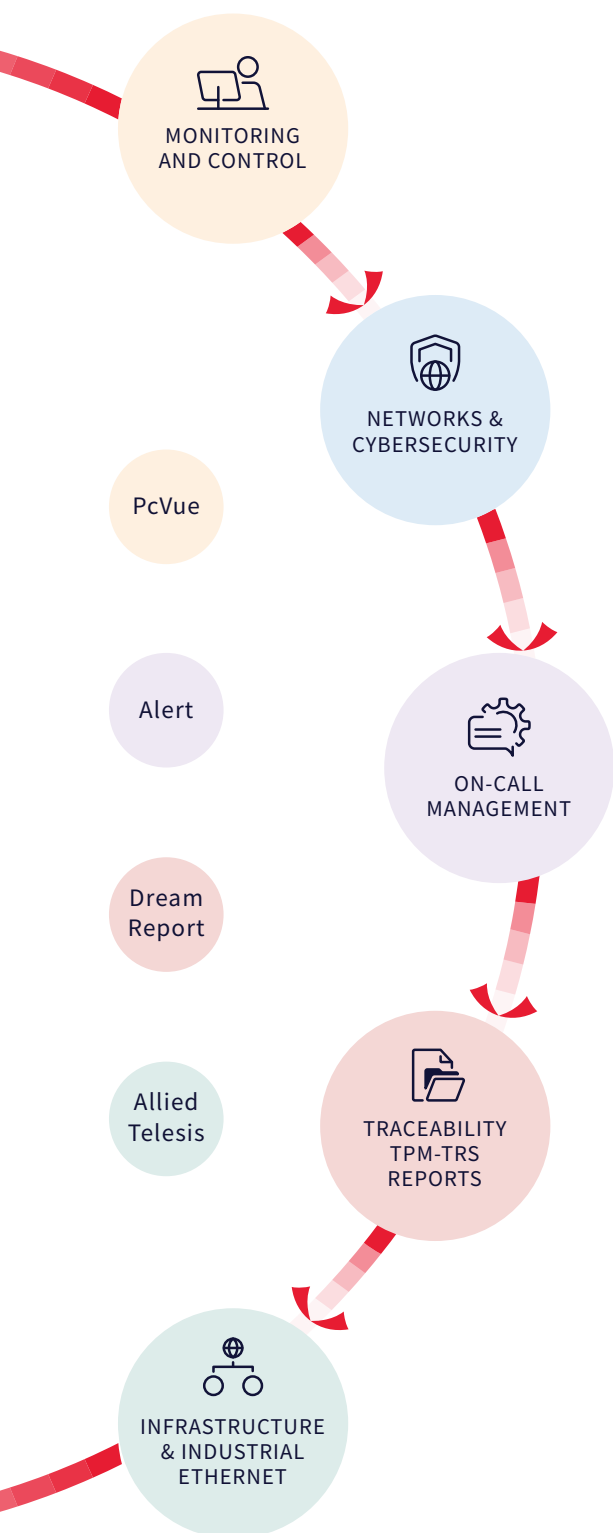 MONITORING
AND CONTROL
NETWORKS &
CYBERSECURITY
PcVue
Alert
ON-CALL
MANAGEMENT
Dream
Report
Allied
Telesis
TRACEABILITY
TPM-TRS
REPORTS
INFRASTRUCTURE
& INDUSTRIAL
ETHERNET